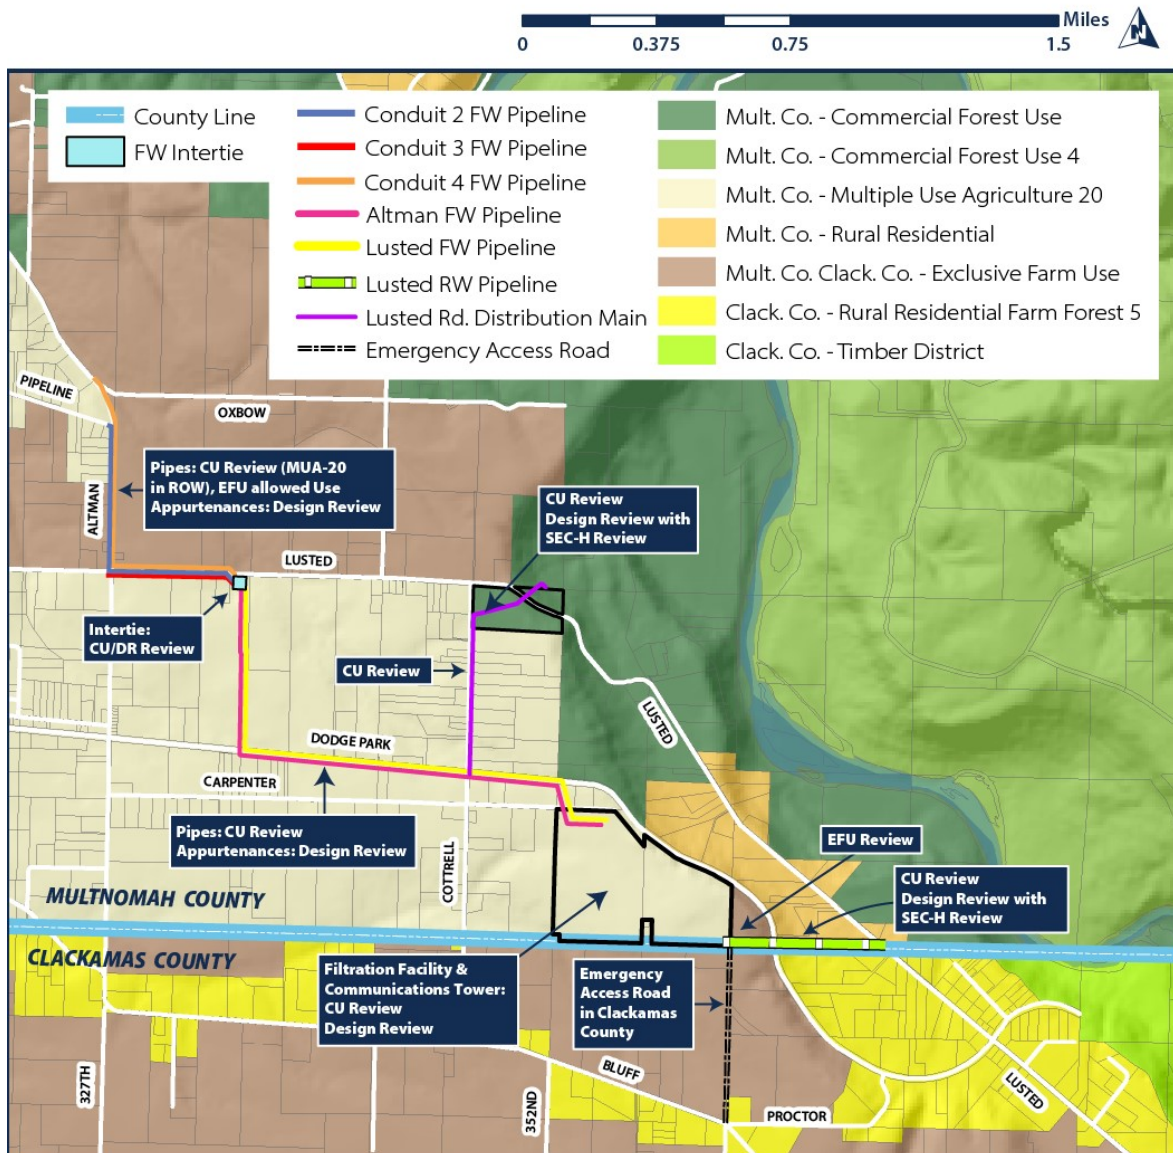 Miles
0
0.375
0.75
1.5
N
County Line
FW Intertie
Conduit 2 FW Pipeline
Conduit 3 FW Pipeline
Conduit 4 FW Pipeline
Altman FW Pipeline
Lusted FW Pipeline
Lusted RW Pipeline
Lusted Rd. Distribution Main
Emergency Access Road
Mult. Co. - Commercial Forest Use
Mult. Co. - Commercial Forest Use 4
Mult. Co. - Multiple Use Agriculture 20
Mult. Co. - Rural Residential
Mult. Co. Clack. Co. - Exclusive Farm Use
Clack. Co. - Rural Residential Farm Forest 5
Clack. Co. - Timber District
PIPELINE
OXBOW
ALTMAN
Pipes: CU Review (MUA-20
in ROW), EFU allowed Use
Appurtenances: Design Review
CU Review
Design Review with
SEC-H Review
LUSTED
Intertie:
CU/DR Review
CU Review
LUSTED
DODGE PARK
CARPENTER
Pipes: CU Review
Appurtenances: Design Review
COTTRELL
EFU Review
CU Review
Design Review with
SEC-H Review
MULTNOMAH COUNTY
CLACKAMAS COUNTY
Filtration Facility &
Communications Tower:
CU Review
Design Review
Emergency
Access Road
in Clackamas
County
327TH
352ND
BLUFF
PROCTOR
LUSTED